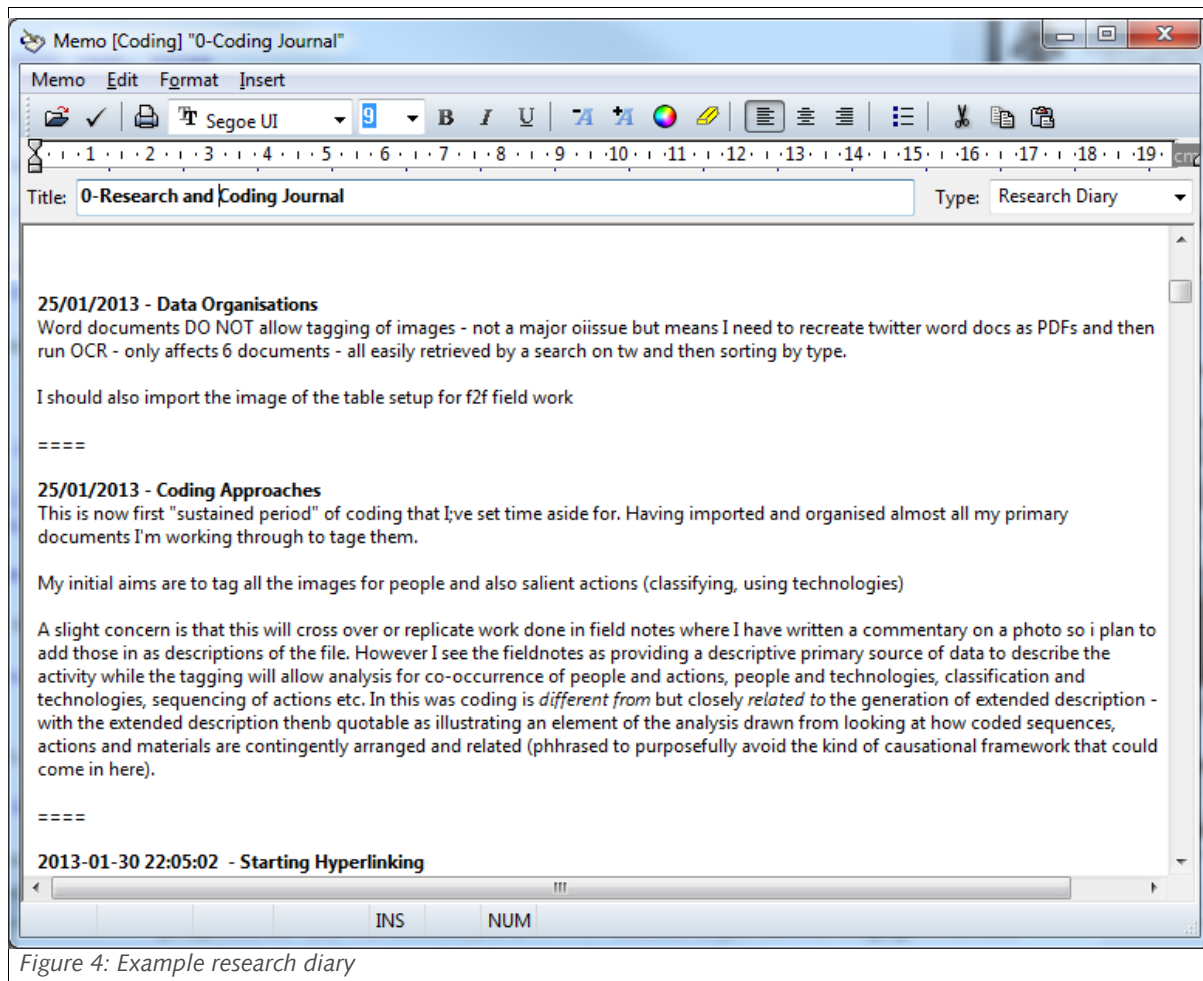 Memo [Coding] "0-Coding Journal"
Memo Edit Format Insert
Segoe UI 9 B I U A A
1 2 3 4 5 6 7 8 9 10 11 12 13 14 15 16 17 18 19 cm
Title: 0-Research and Coding Journal Type: Research Diary
25/01/2013 - Data Organisations
Word documents DO NOT allow tagging of images - not a major oiissue but means I need to recreate twitter word docs as PDFs and then
run OCR - only affects 6 documents - all easily retrieved by a search on tw and then sorting by type.
I should also import the image of the table setup for f2f field work
====
25/01/2013 - Coding Approaches
This is now first "sustained period" of coding that I;ve set time aside for. Having imported and organised almost all my primary
documents I'm working through to tage them.
My initial aims are to tag all the images for people and also salient actions (classifying, using technologies)
A slight concern is that this will cross over or replicate work done in field notes where I have written a commentary on a photo so i plan to
add those in as descriptions of the file. However I see the fieldnotes as providing a descriptive primary source of data to describe the
activity while the tagging will allow analysis for co-occurrence of people and actions, people and technologies, classification and
technologies, sequencing of actions etc. In this was coding is different from but closely related to the generation of extended description -
with the extended description thenb quotable as illustrating an element of the analysis drawn from looking at how coded sequences,
actions and materials are contingently arranged and related (phhrased to purposefully avoid the kind of causational framework that could
come in here).
====
2013-01-30 22:05:02 - Starting Hyperlinking
INS NUM
Figure 4: Example research diary